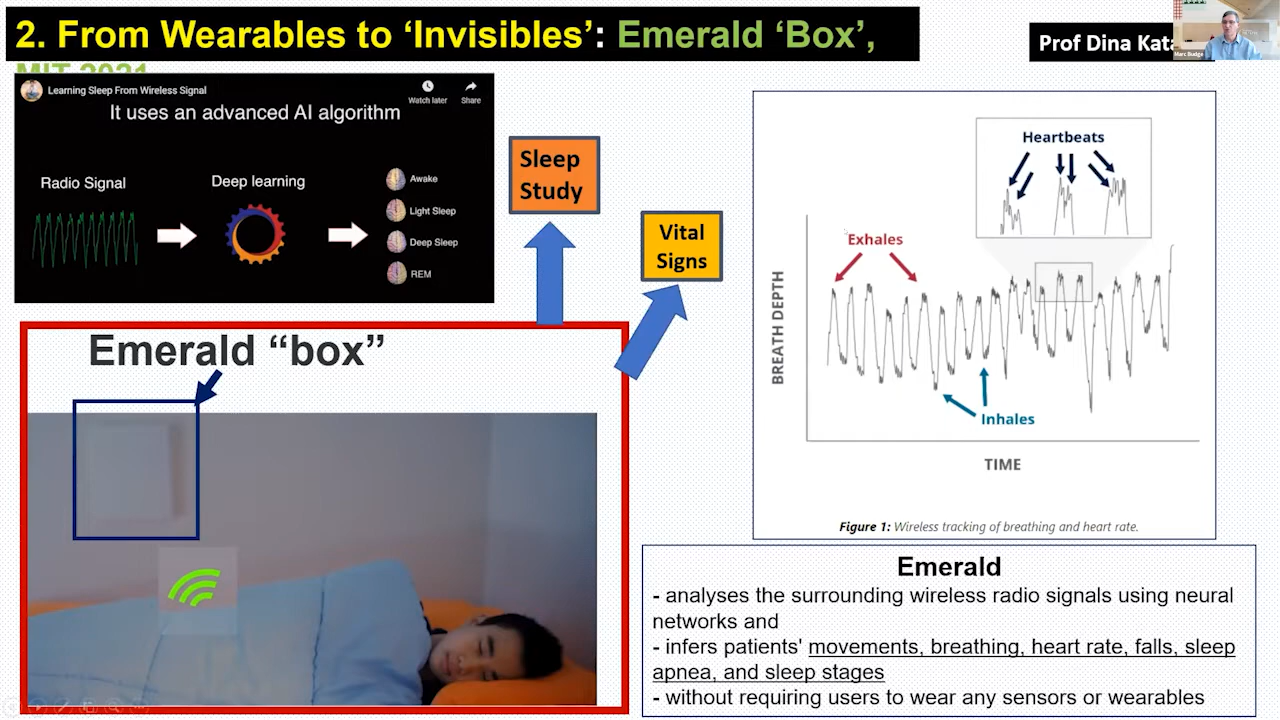 2. From Wearables to ‘Invisibles’: Emerald ‘Box’,
MIT 2021
Prof Dina
Marc Budge
Learning Sleep From Wireless Signal
Watch later
Share
It uses an advanced AI algorithm
Radio Signal
Deep learning
Awake
Light Sleep
Deep Sleep
REM
Sleep
Study
Vital
Signs
Emerald “box”
Heartbeats
Exhales
BREATH DEPTH
Inhales
TIME
Figure 1: Wireless tracking of breathing and heart rate.
Emerald
- analyses the surrounding wireless radio signals using neural
networks and
- infers patients' movements, breathing, heart rate, falls, sleep
apnea, and sleep stages
- without requiring users to wear any sensors or wearables